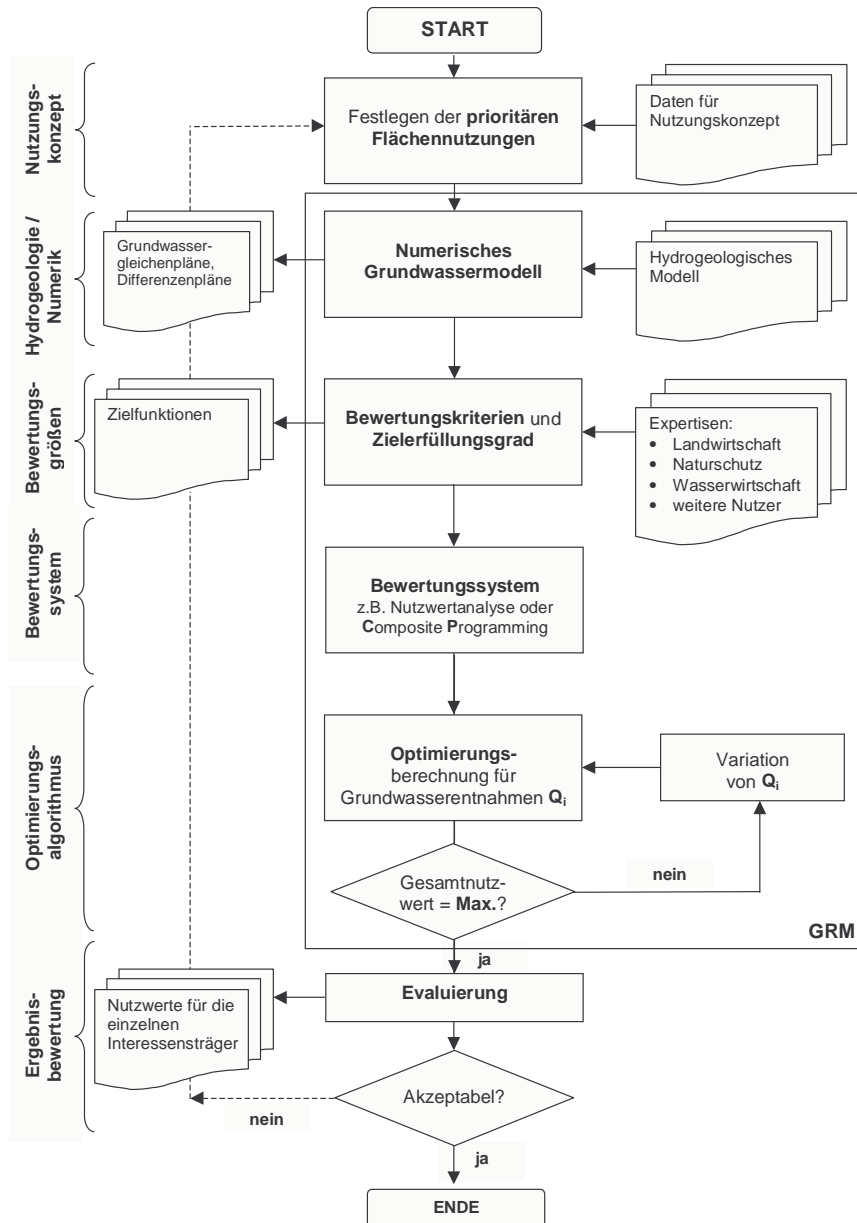 START
Nutzungs-
konzept
Festlegen der prioritären
Flächennutzungen
Daten für
Nutzungskonzept
Hydrogeologie /
Numerik
Grundwasser-
gleichenpläne,
Differenzenpläne
Numerisches
Grundwassermodell
Hydrogeologisches
Modell
Bewertungs-
größen
Zielfunktionen
Bewertungskriterien und
Zielerfüllungsgrad
Expertisen:
• Landwirtschaft
• Naturschutz
• Wasserwirtschaft
• weitere Nutzer
Bewertungs-
system
Bewertungssystem
z.B. Nutzwertanalyse oder
Composite Programming
Optimierungs-
algorithmus
Optimierungs-
berechnung für
Grundwasserentnahmen Qi
Variation
von Qi
Gesamtnutz-
wert = Max.?
nein
GRM
ja
Ergebnis-
bewertung
Nutzwerte für die
einzelnen
Interessensträger
Evaluierung
Akzeptabel?
nein
ja
ENDE